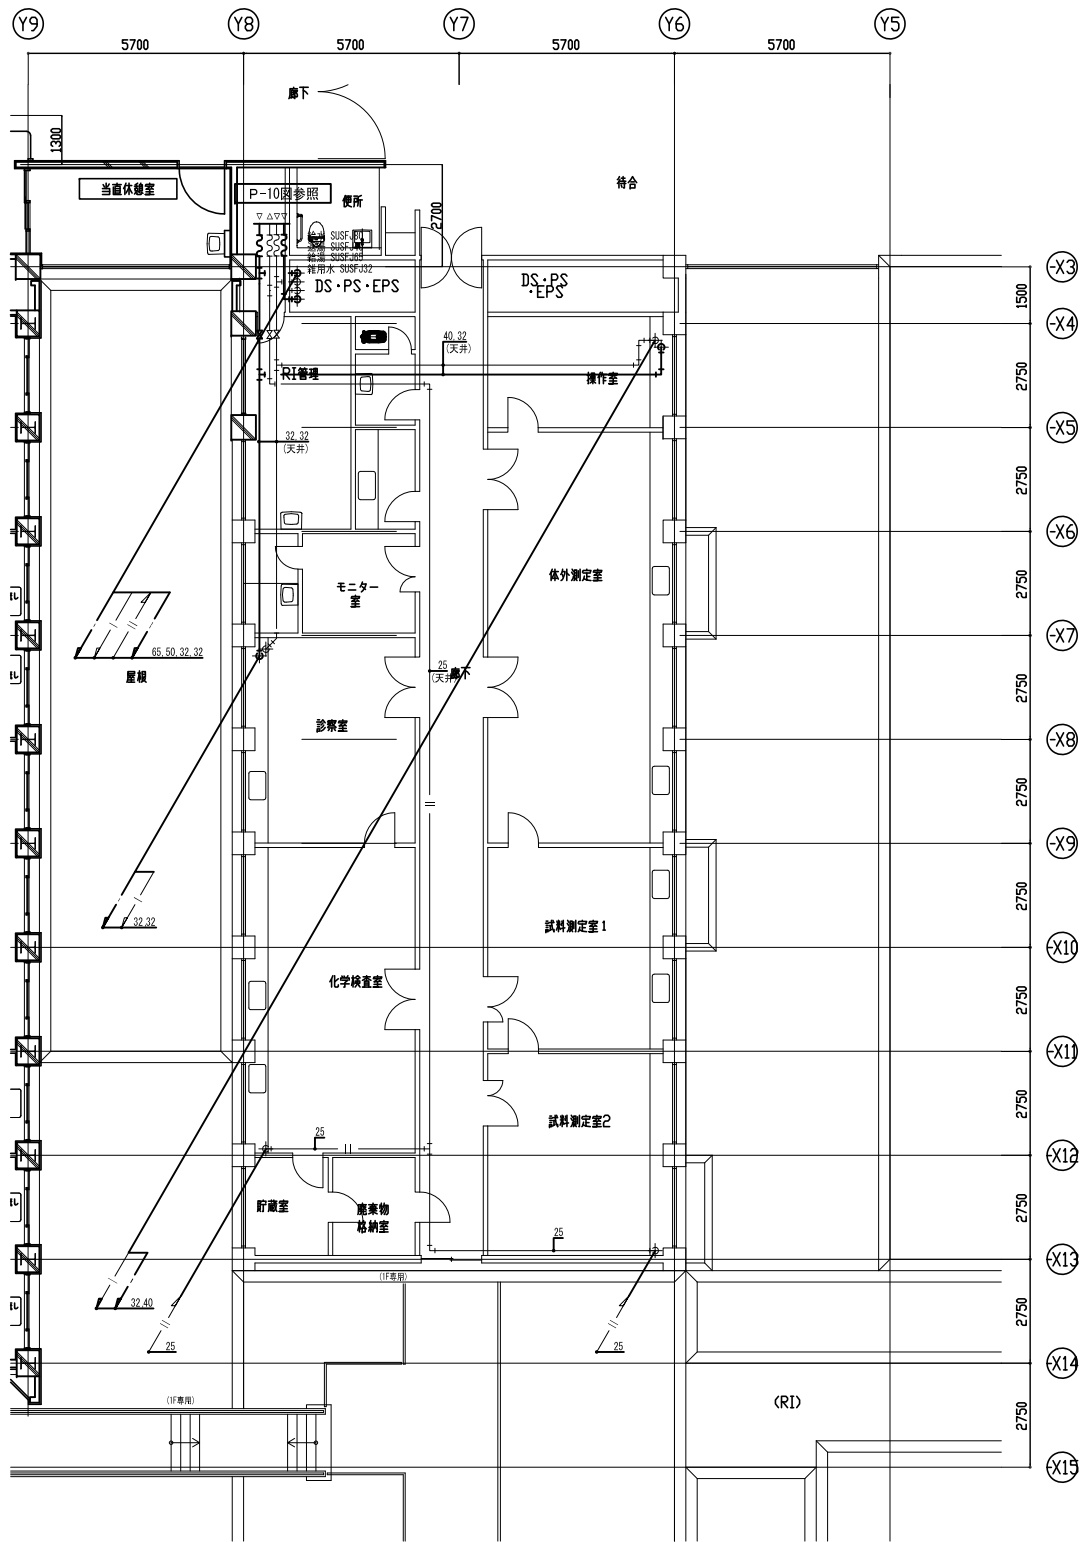 Y9
Y8
Y7
Y6
Y5
5700
5700
5700
5700
廊下
1300
当直休憩室
P-10図参照
便所
待合
2700
SUSFJ65
雑用水 SUSFJ32
DS・PS・EPS
DS・PS
・EPS
X3
1500
X4
40,32
(天井)
RI管理
操作室
2750
X5
32,32
(天井)
2750
X6
体外測定室
モニター
室
2750
X7
65,50,32,32
屋根
25
(天井)
廊下
2750
診察室
X8
2750
X9
32,32
試料測定室1
2750
X10
化学検査室
2750
X11
試料測定室2
2750
25
X12
貯蔵室
廃棄物
格納室
25
2750
X13
(1F専用)
32,40
25
25
2750
X14
(1F専用)
(RI)
2750
X15